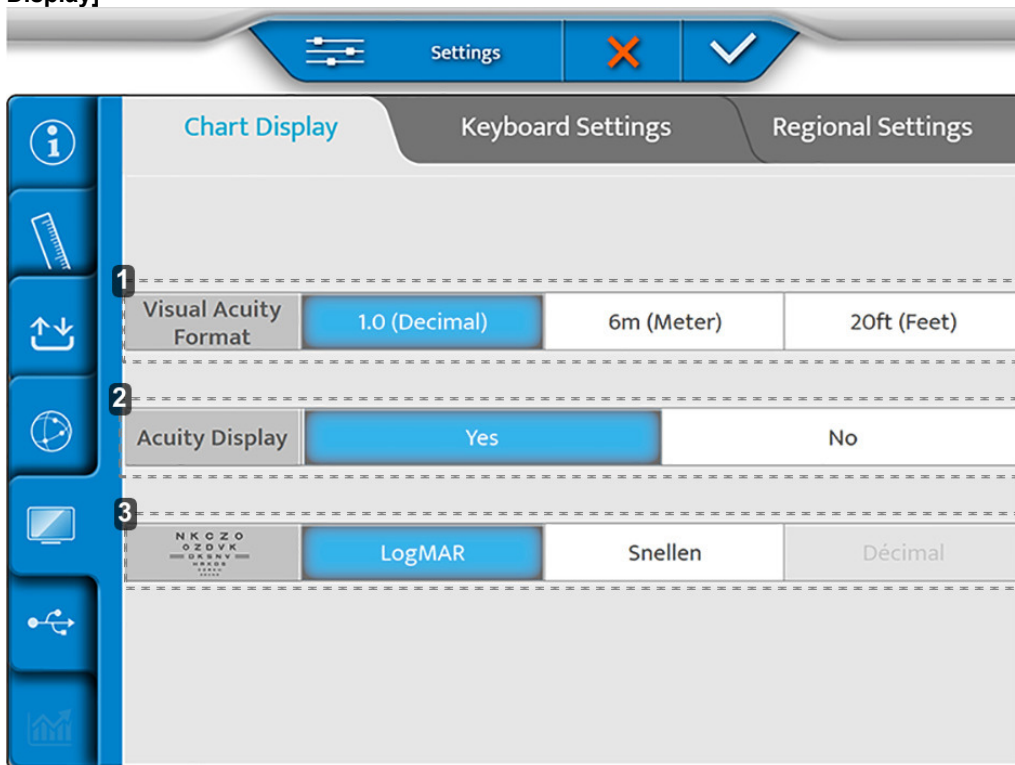 Display]
Settings
Chart Display Keyboard Settings Regional Settings
1
Visual Acuity
Format
1.0 (Decimal) 6m (Meter) 20ft (Feet)
2
Acuity Display Yes No
3
N K C Z O
O Z D V K
D K S N V
LogMAR Snellen Décimal